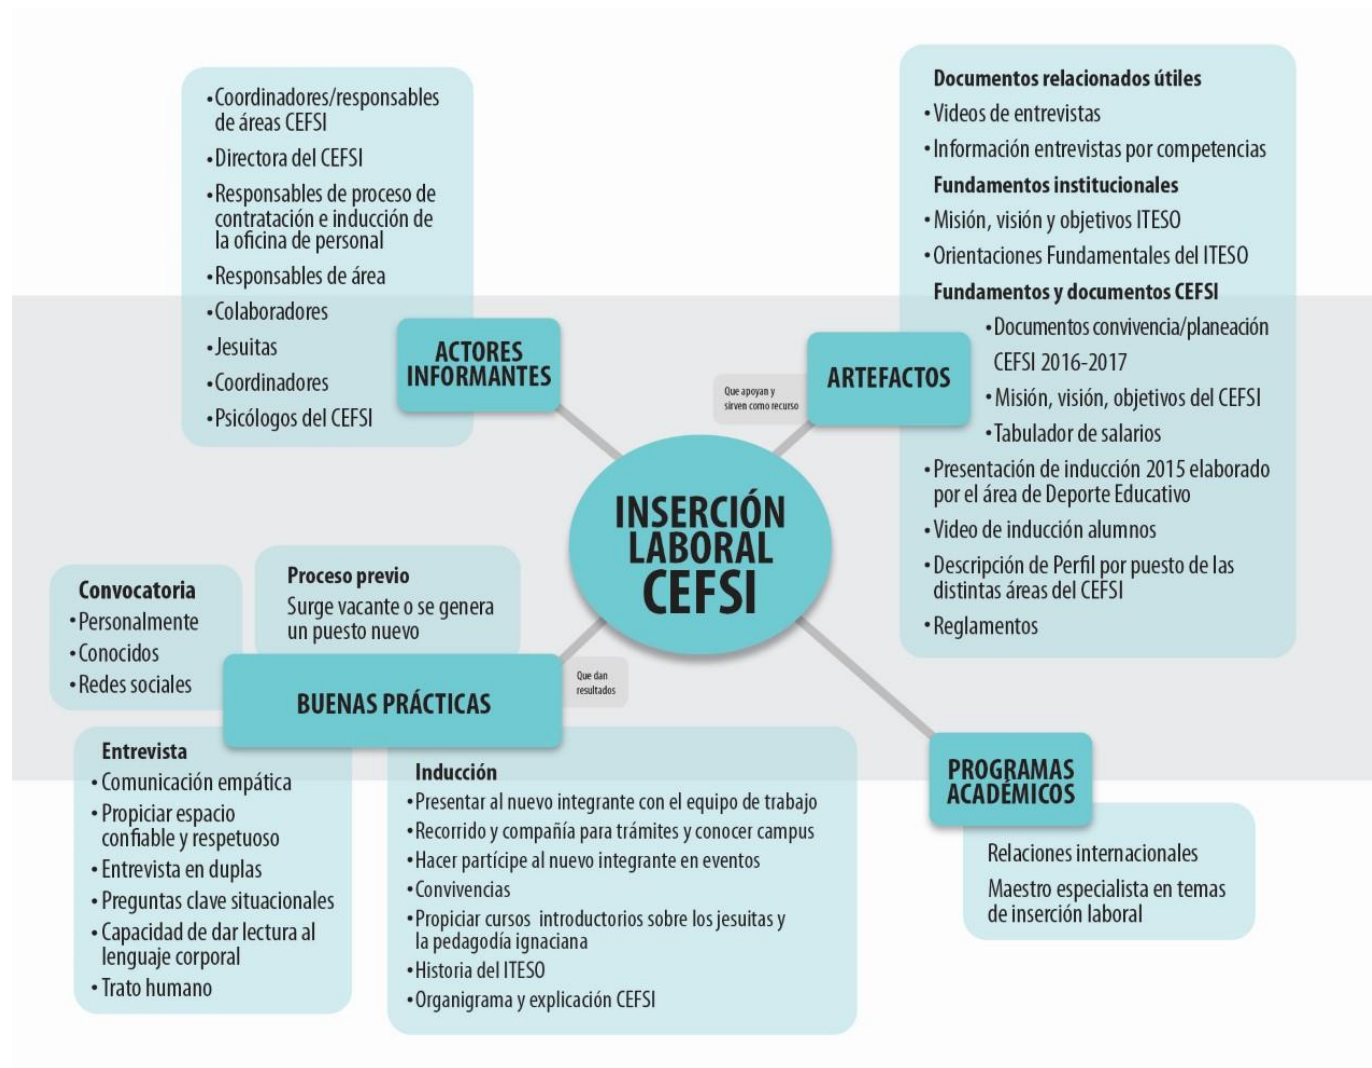 •Coordinadores/responsables
de áreas CEFSI
•Directora del CEFSI
•Responsables de proceso de
contratación e inducción de
la oficina de personal
•Responsables de área
•Colaboradores
•Jesuitas
•Coordinadores
•Psicólogos del CEFSI
ACTORES
INFORMANTES
Documentos relacionados útiles
•Videos de entrevistas
•Información entrevistas por competencias
Fundamentos institucionales
•Misión, visión y objetivos ITESO
•Orientaciones Fundamentales del ITESO
Fundamentos y documentos CEFSI
•Documentos convivencia/planeación
CEFSI 2016-2017
•Misión, visión, objetivos del CEFSI
•Tabulador de salarios
•Presentación de inducción 2015 elaborado
por el área de Deporte Educativo
•Video de inducción alumnos
•Descripción de Perfil por puesto de las
distintas áreas del CEFSI
•Reglamentos
ARTEFACTOS
Que apoyan y
sirven como recurso
INSERCIÓN
LABORAL
CEFSI
Convocatoria
•Personalmente
•Conocidos
•Redes sociales
Proceso previo
Surge vacante o se genera
un puesto nuevo
BUENAS PRÁCTICAS
Que dan
resultados
Entrevista
•Comunicación empática
•Propiciar espacio
confiable y respetuoso
•Entrevista en duplas
•Preguntas clave situacionales
•Capacidad de dar lectura al
lenguaje corporal
•Trato humano
Inducción
•Presentar al nuevo integrante con el equipo de trabajo
•Recorrido y compañía para trámites y conocer campus
•Hacer partícipe al nuevo integrante en eventos
•Convivencias
•Propiciar cursos introductorios sobre los jesuitas y
la pedagodía ignaciana
•Historia del ITESO
•Organigrama y explicación CEFSI
PROGRAMAS
ACADÉMICOS
Relaciones internacionales
Maestro especialista en temas
de inserción laboral